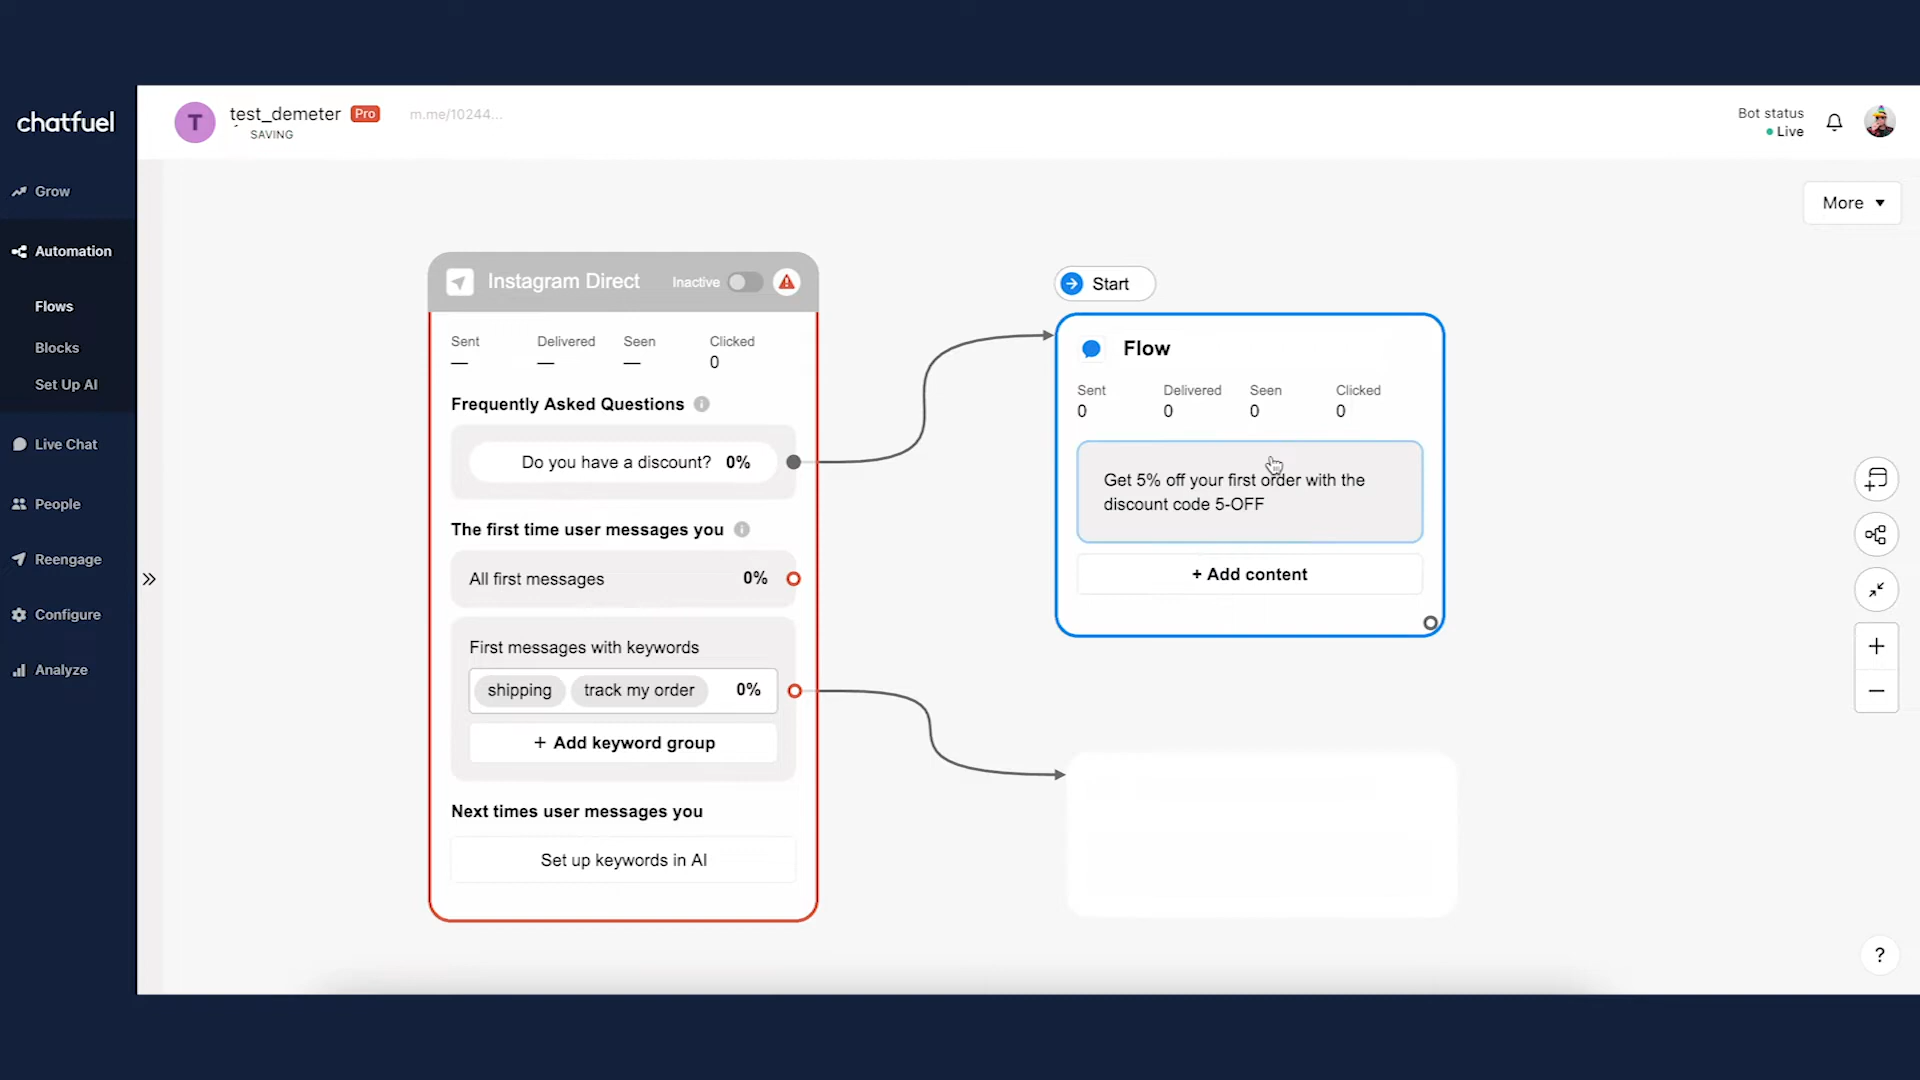 chatfuel
T
test_demeter Pro m.me/10244...
SAVING
Bot status
Live
Grow
Automation
Flows
Blocks
Set Up AI
Live Chat
People
Reengage
Configure
Analyze
More
Instagram Direct Inactive
Sent Delivered Seen Clicked
— — — 0
Frequently Asked Questions
Do you have a discount? 0%
The first time user messages you
All first messages 0%
First messages with keywords
shipping track my order 0%
+ Add keyword group
Next times user messages you
Set up keywords in AI
Start
Flow
Sent Delivered Seen Clicked
0 0 0 0
Get 5% off your first order with the
discount code 5-OFF
+ Add content
+
−
?